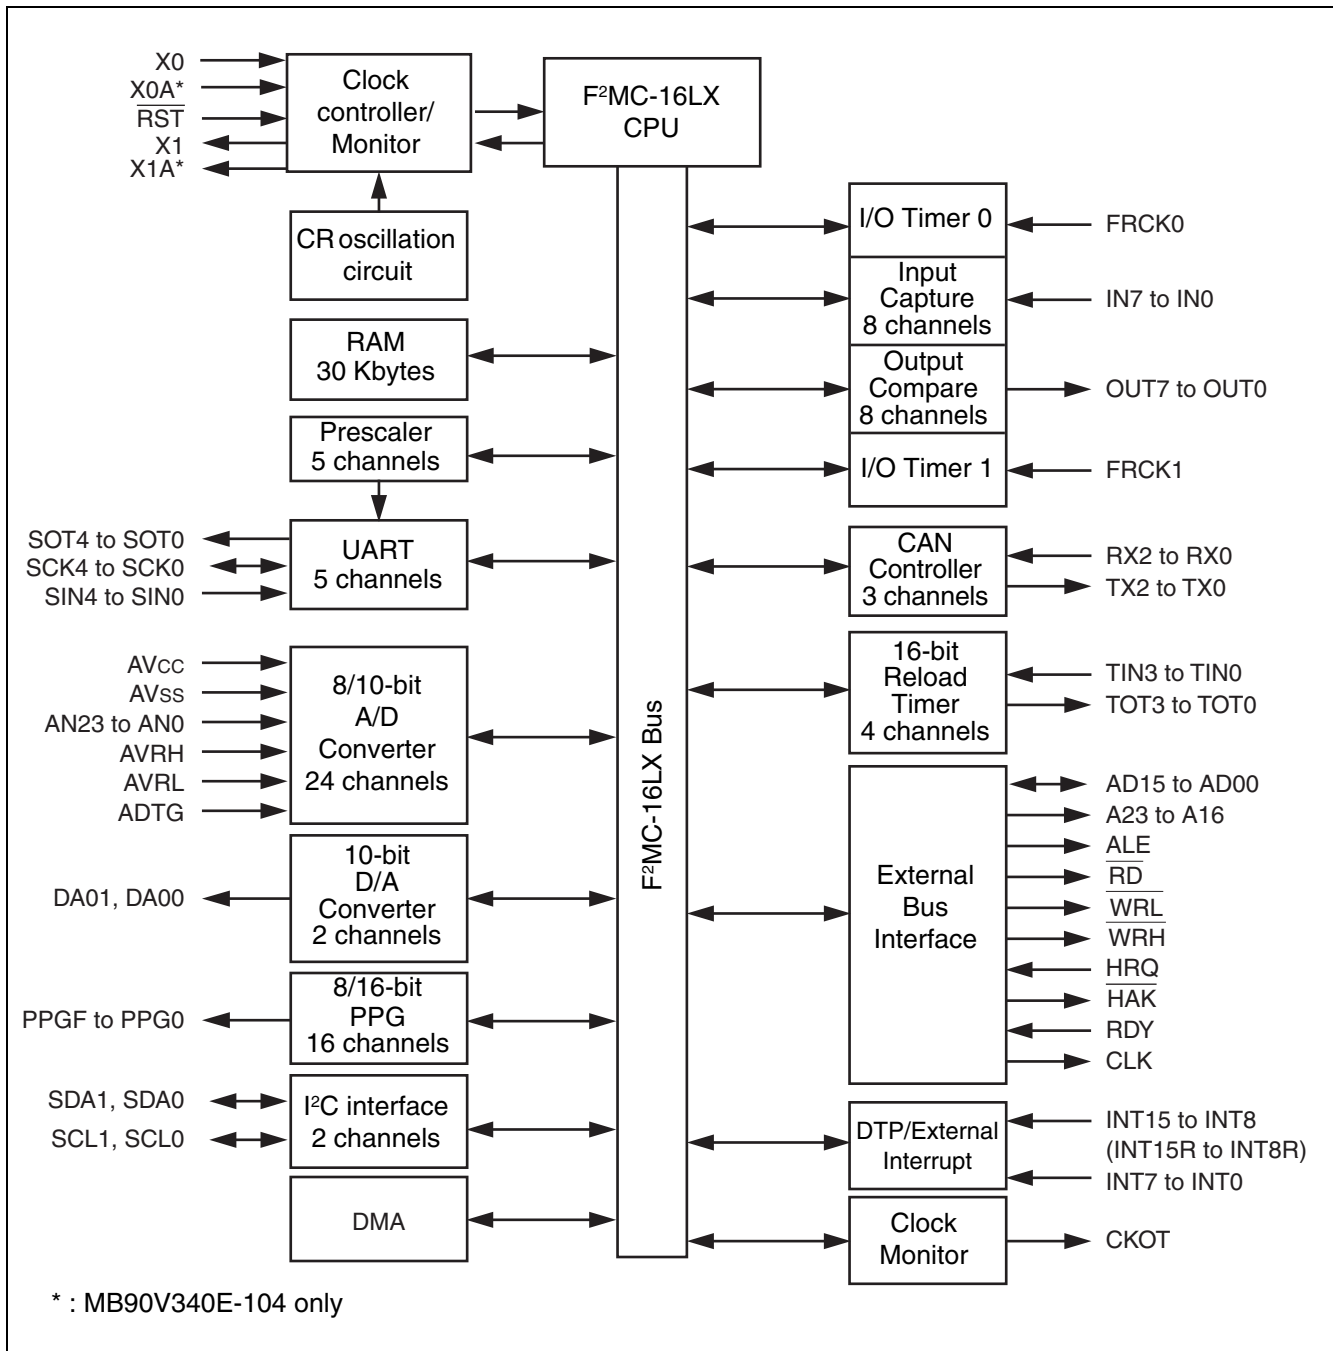 X0
X0A*
RST
X1
X1A*
Clock
controller/
Monitor
F²MC-16LX
CPU
CR oscillation
circuit
RAM
30 Kbytes
Prescaler
5 channels
SOT4 to SOT0
SCK4 to SCK0
SIN4 to SIN0
UART
5 channels
AVCC
AVSS
AN23 to AN0
AVRH
AVRL
ADTG
8/10-bit
A/D
Converter
24 channels
DA01, DA00
10-bit
D/A
Converter
2 channels
PPGF to PPG0
8/16-bit
PPG
16 channels
SDA1, SDA0
SCL1, SCL0
I²C interface
2 channels
DMA
F²MC-16LX Bus
I/O Timer 0
FRCK0
Input
Capture
8 channels
IN7 to IN0
Output
Compare
8 channels
OUT7 to OUT0
I/O Timer 1
FRCK1
CAN
Controller
3 channels
RX2 to RX0
TX2 to TX0
16-bit
Reload
Timer
4 channels
TIN3 to TIN0
TOT3 to TOT0
External
Bus
Interface
AD15 to AD00
A23 to A16
ALE
RD
WRL
WRH
HRQ
HAK
RDY
CLK
DTP/External
Interrupt
INT15 to INT8
(INT15R to INT8R)
INT7 to INT0
Clock
Monitor
CKOT
* : MB90V340E-104 only